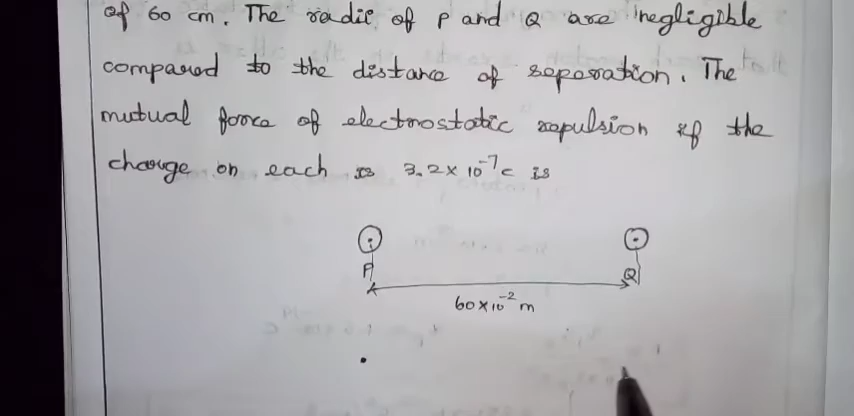 of 60 cm. The radii of P and Q are negligible
compared to the distance of separation. The
mutual force of electrostatic repulsion if the
charge on each is 3.2×10⁻⁷C is
P
Q
60×10⁻² m